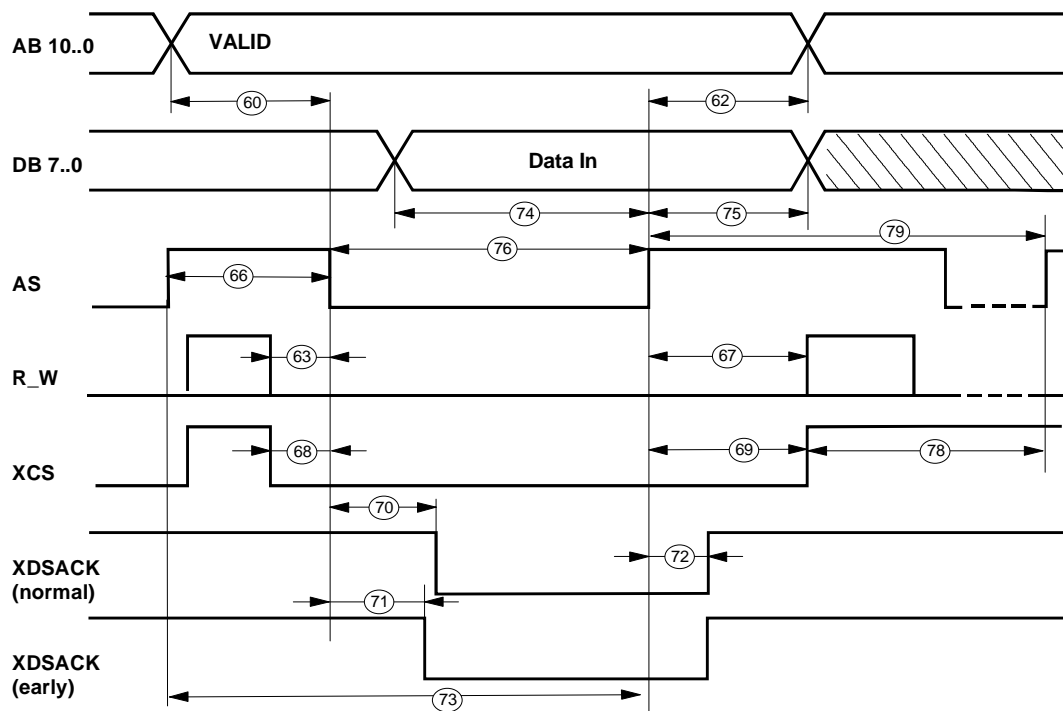 AB 10..0
VALID
60
62
DB 7..0
Data In
74
75
79
76
AS
66
63
67
R_W
68
69
78
XCS
70
72
XDSACK
(normal)
71
XDSACK
(early)
73